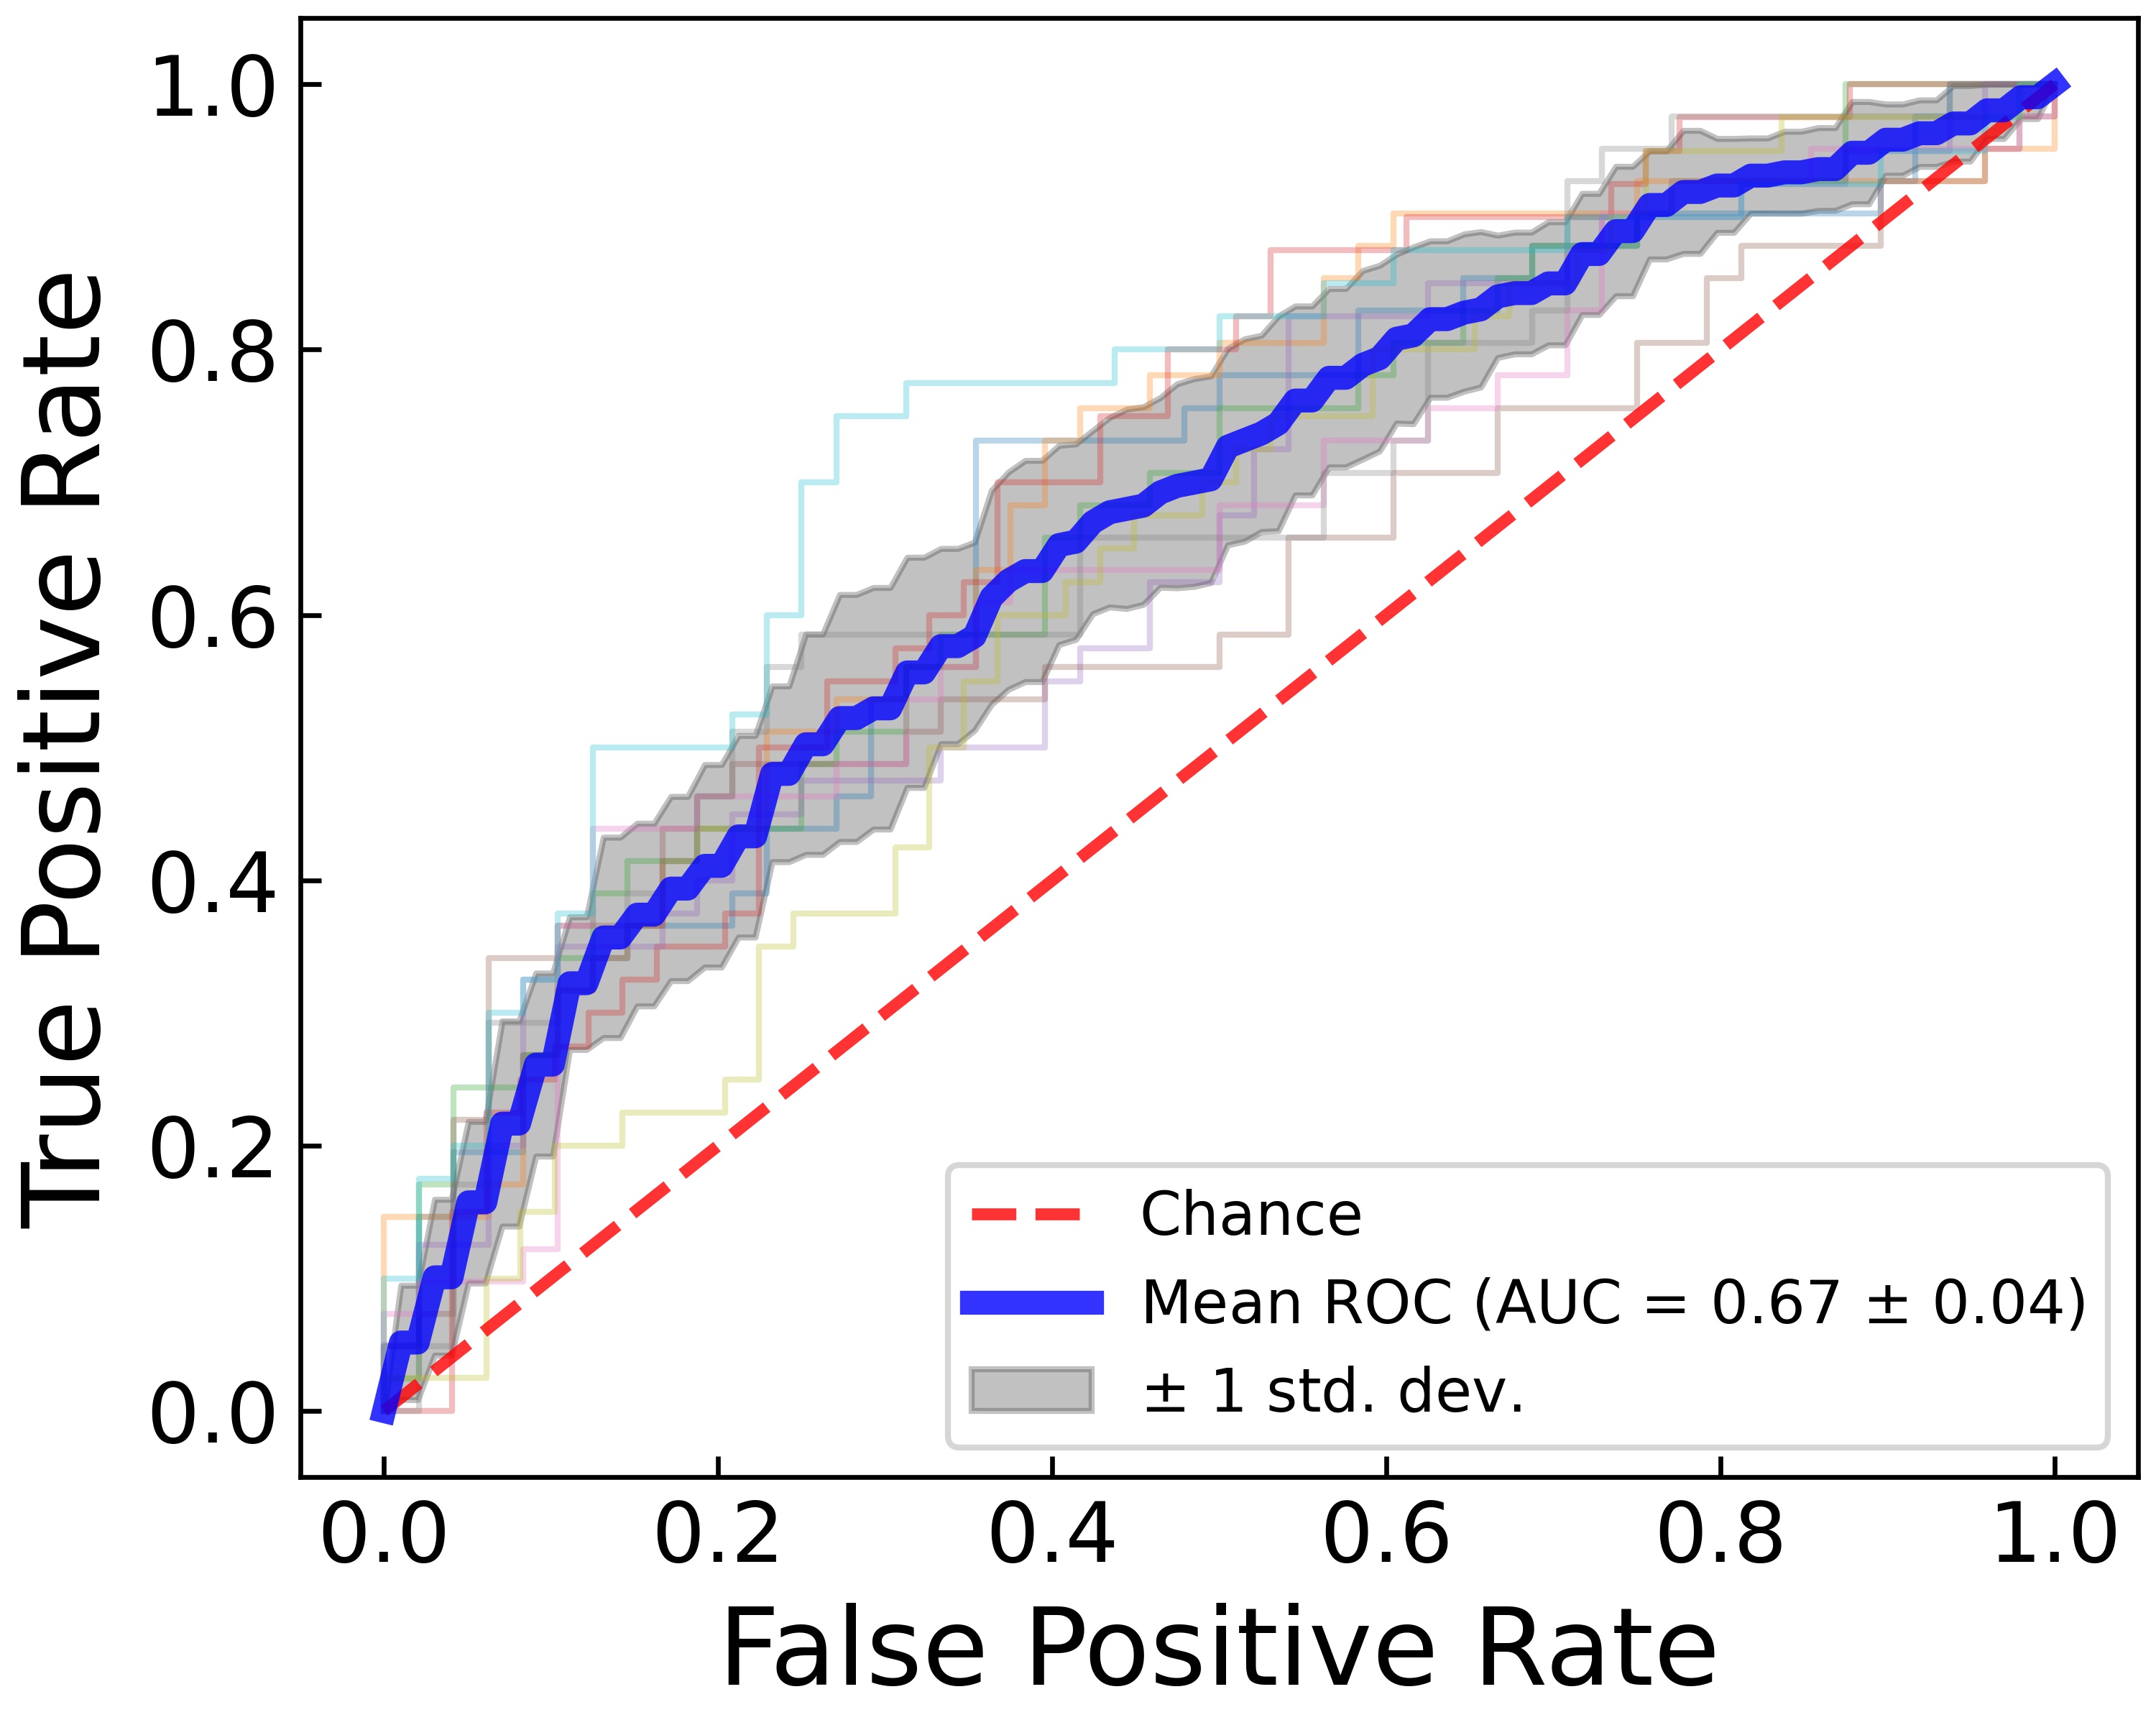 True Positive Rate
1.0
0.8
0.6
0.4
0.2
0.0
Chance
Mean ROC (AUC = 0.67 ± 0.04)
± 1 std. dev.
0.0 0.2 0.4 0.6 0.8 1.0
False Positive Rate